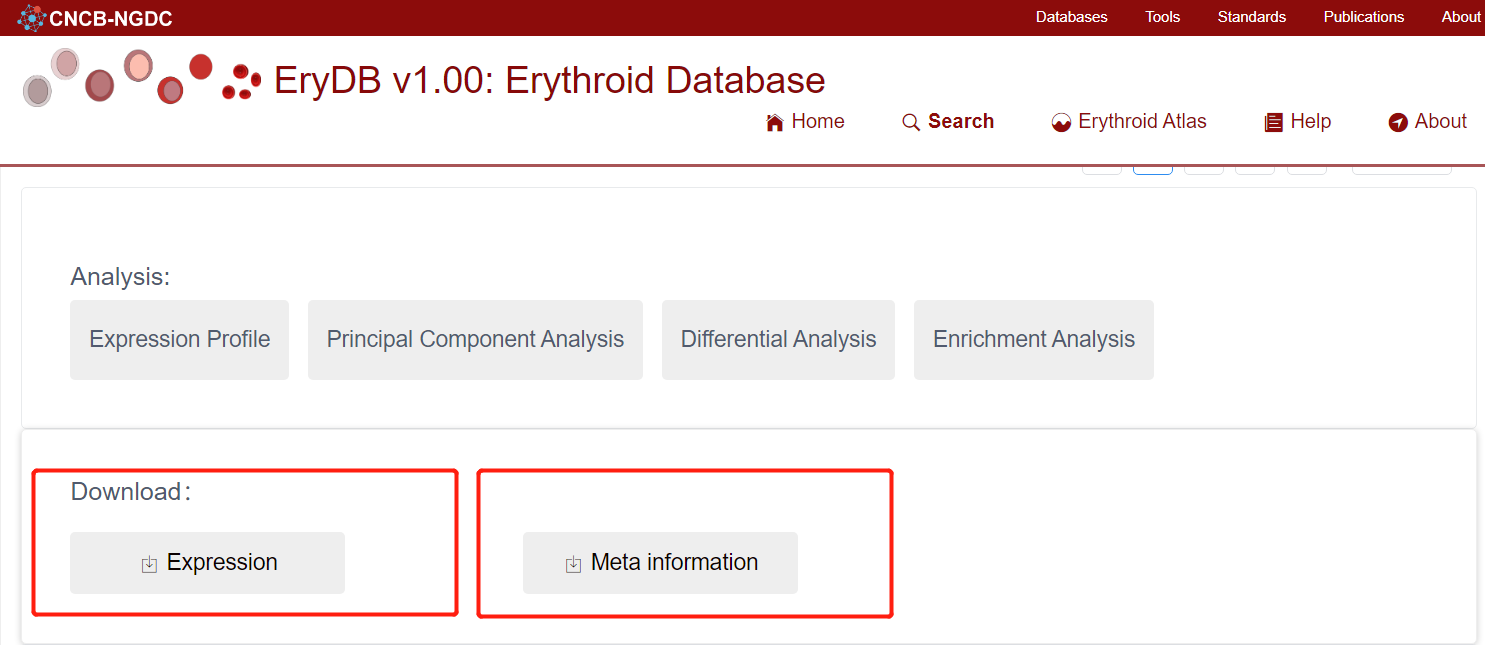 CNCB-NGDC
Databases Tools Standards Publications About
EryDB v1.00: Erythroid Database
Home Search Erythroid Atlas Help About
Analysis:
Expression Profile Principal Component Analysis Differential Analysis Enrichment Analysis
Download:
Expression Meta information